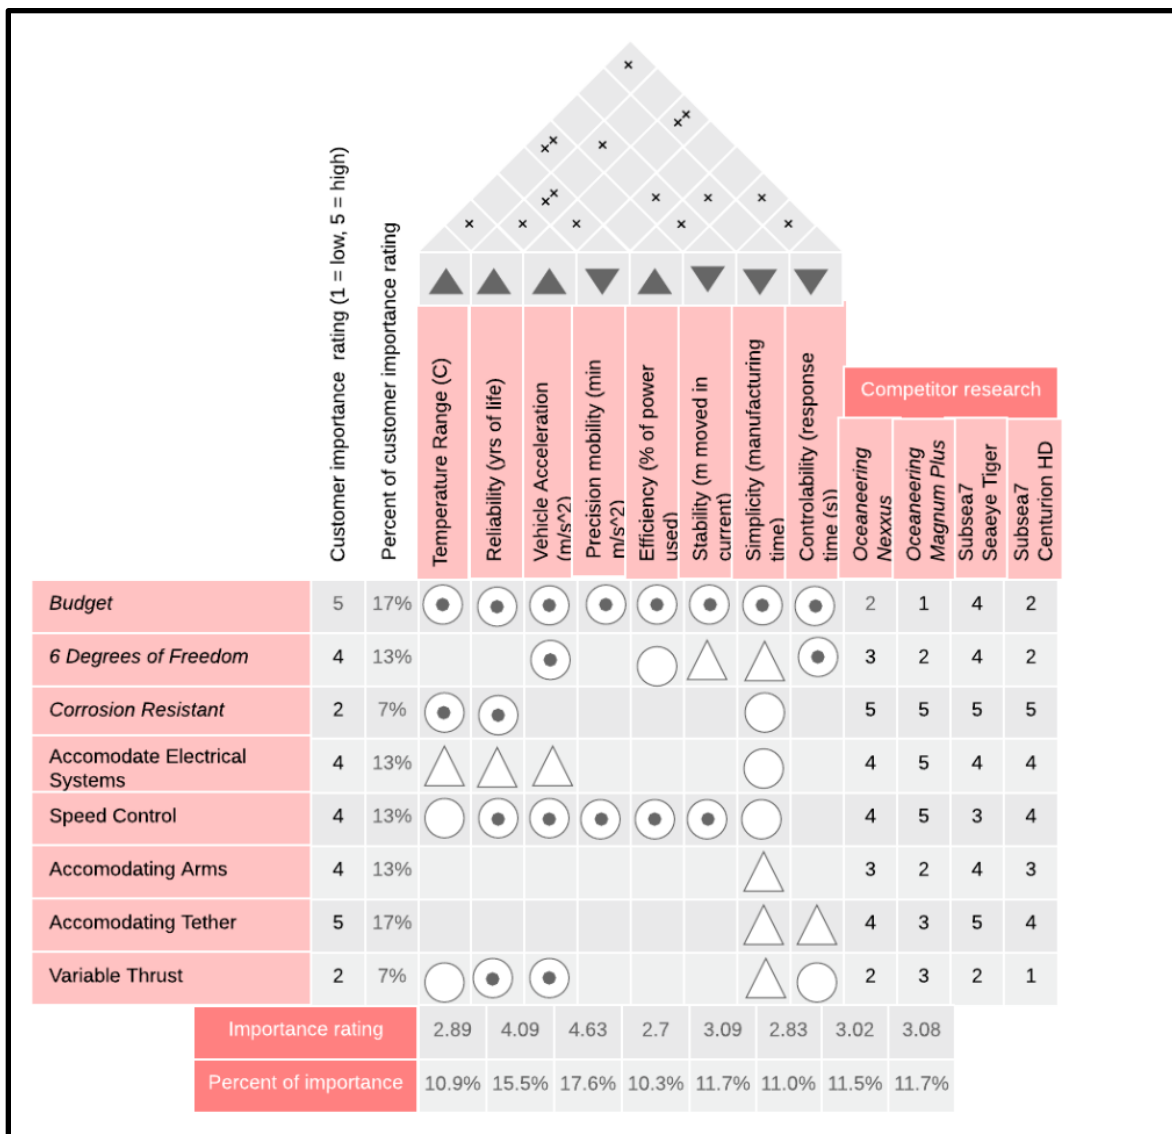 Customer importance rating (1 = low, 5 = high)
Percent of customer importance rating
Temperature Range (C)
Reliability (yrs of life)
Vehicle Acceleration
(m/s^2)
Precision mobility (min
m/s^2)
Efficiency (% of power
used)
Stability (m moved in
current)
Simplicity (manufacturing
time)
Controlability (response
time (s))
Competitor research
Oceaneering
Nexxus
Oceaneering
Magnum Plus
Subsea7
Seaeye Tiger
Subsea7
Centurion HD
Budget 5 17% 2 1 4 2
6 Degrees of Freedom 4 13% 3 2 4 2
Corrosion Resistant 2 7% 5 5 5 5
Accomodate Electrical
Systems 4 13% 4 5 4 4
Speed Control 4 13% 4 5 3 4
Accomodating Arms 4 13% 3 2 4 3
Accomodating Tether 5 17% 4 3 5 4
Variable Thrust 2 7% 2 3 2 1
Importance rating 2.89 4.09 4.63 2.7 3.09 2.83 3.02 3.08
Percent of importance 10.9% 15.5% 17.6% 10.3% 11.7% 11.0% 11.5% 11.7%